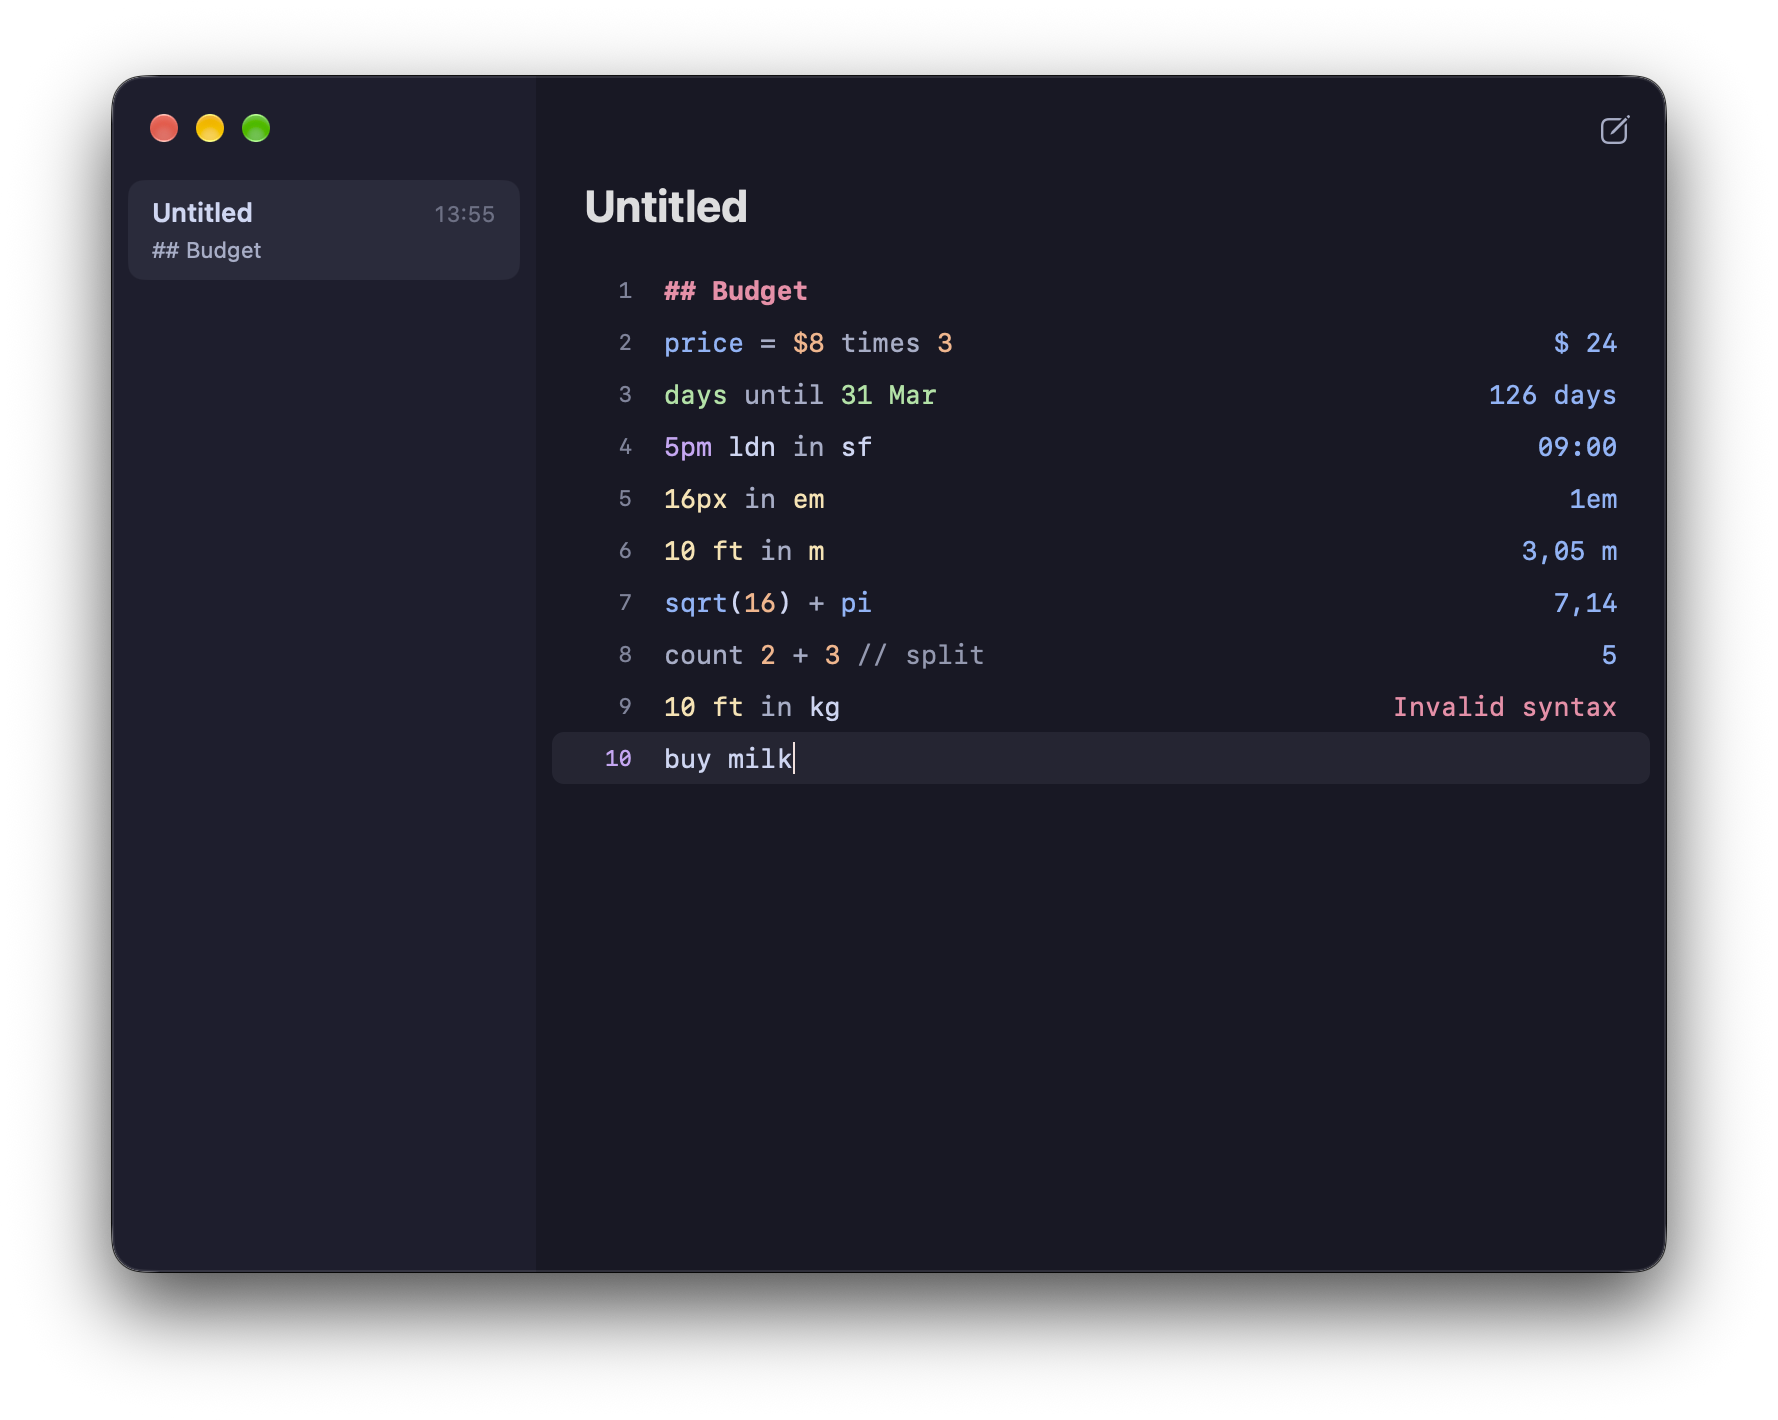 Untitled 13:55
## Budget
Untitled
1 ## Budget
2 price = $8 times 3 $ 24
3 days until 31 Mar 126 days
4 5pm ldn in sf 09:00
5 16px in em 1em
6 10 ft in m 3,05 m
7 sqrt(16) + pi 7,14
8 count 2 + 3 // split 5
9 10 ft in kg Invalid syntax
10 buy milk